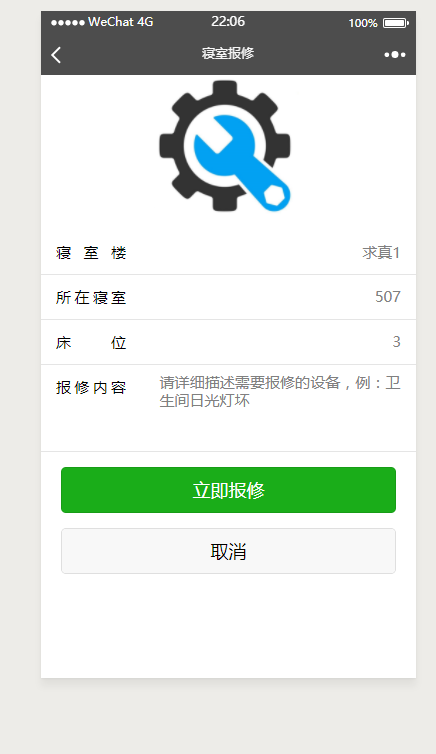 WeChat 4G 22:06 100%
寝室报修
寝室楼 求真1
所在寝室 507
床位 3
报修内容 请详细描述需要报修的设备，例：卫
生间日光灯坏
立即报修
取消